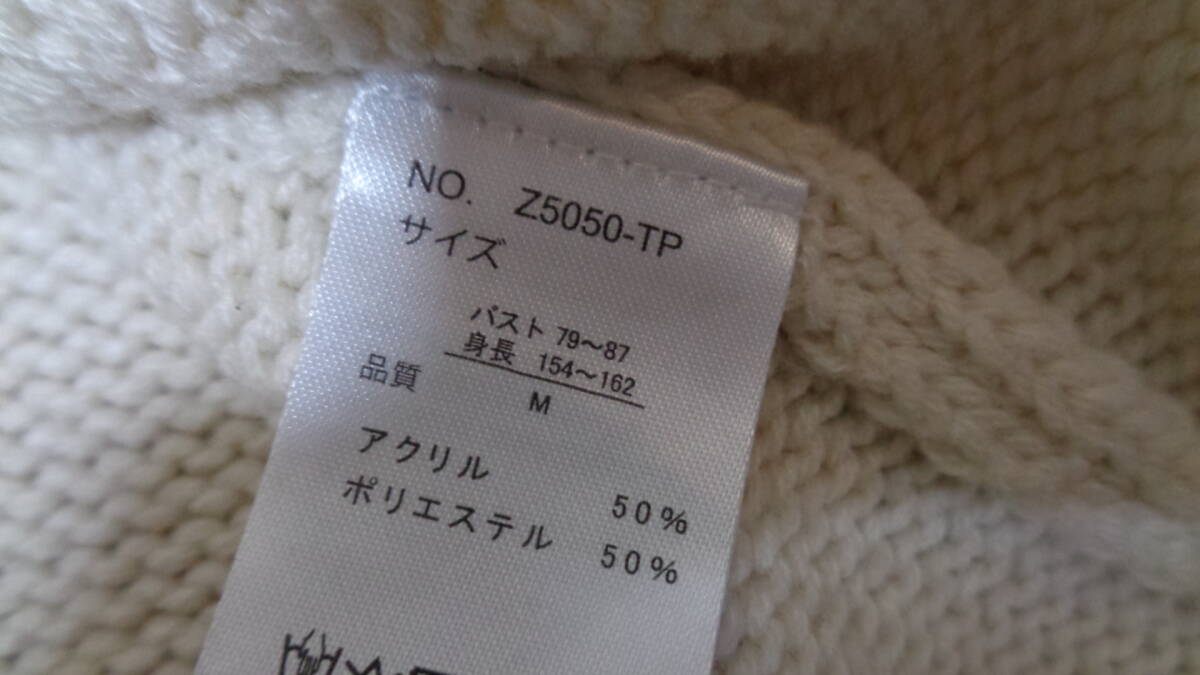 NO. Z5050-TP
サイズ
バスト 79～87
身長 154～162
M
品質
アクリル 50%
ポリエステル 50%